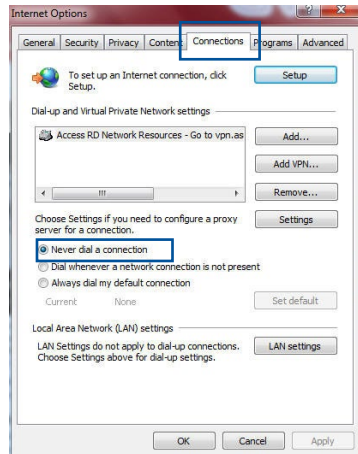 Internet Options
General Security Privacy Content Connections Programs Advanced
To set up an Internet connection, click
Setup.
Setup
Dial-up and Virtual Private Network settings
Access RD Network Resources - Go to vpn.as
Add...
Add VPN...
Remove...
Choose Settings if you need to configure a proxy
server for a connection.
Settings
Never dial a connection
Dial whenever a network connection is not present
Always dial my default connection
Current None
Set default
Local Area Network (LAN) settings
LAN Settings do not apply to dial-up connections.
Choose Settings above for dial-up settings.
LAN settings
OK Cancel Apply